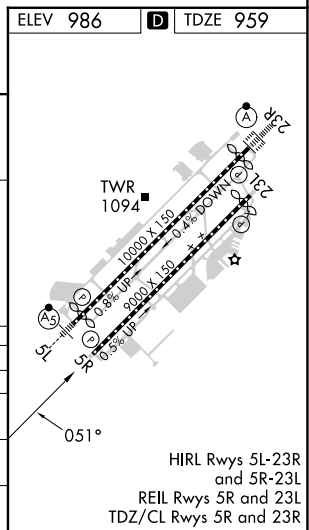 ELEV 986 D TDZE 959
A
23R
P
TWR
1094
23L
10000 X 150
0.4% DOWN
P
0.8% UP
9000 X 150
P
A5
5L
P
5R
0.5% UP
051°
HIRL Rwys 5L-23R
and 5R-23L
REIL Rwys 5R and 23L
TDZ/CL Rwys 5R and 23R